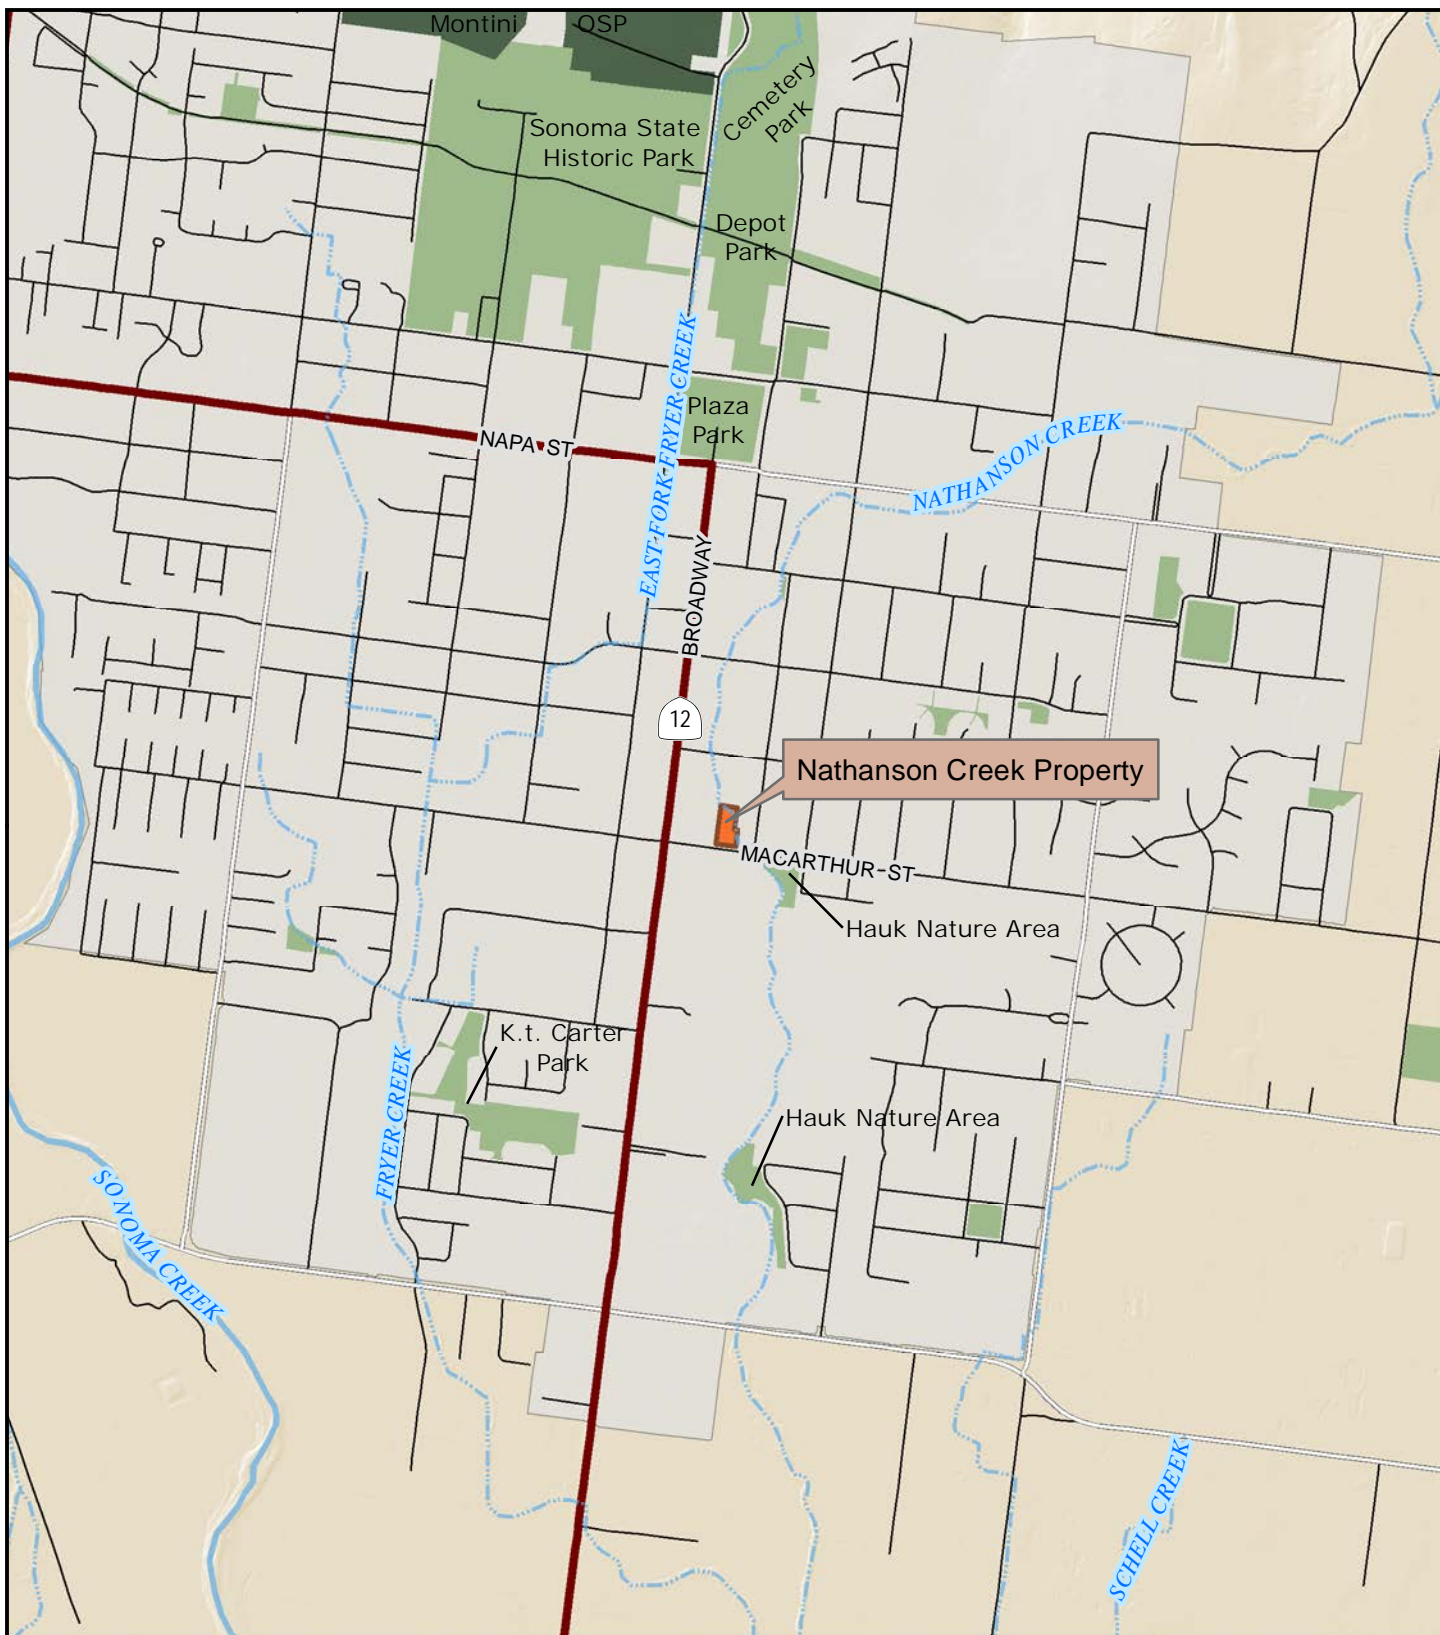 Montini OSP
Cemetery
Park
Sonoma State
Historic Park
Depot
Park
EAST FORK FRYER CREEK
Plaza
Park
NAPA ST
NATHANSON CREEK
BROADWAY
12
Nathanson Creek Property
MACARTHUR ST
Hauk Nature Area
K.t. Carter
Park
FRYER CREEK
Hauk Nature Area
SONOMA CREEK
SCHELL CREEK